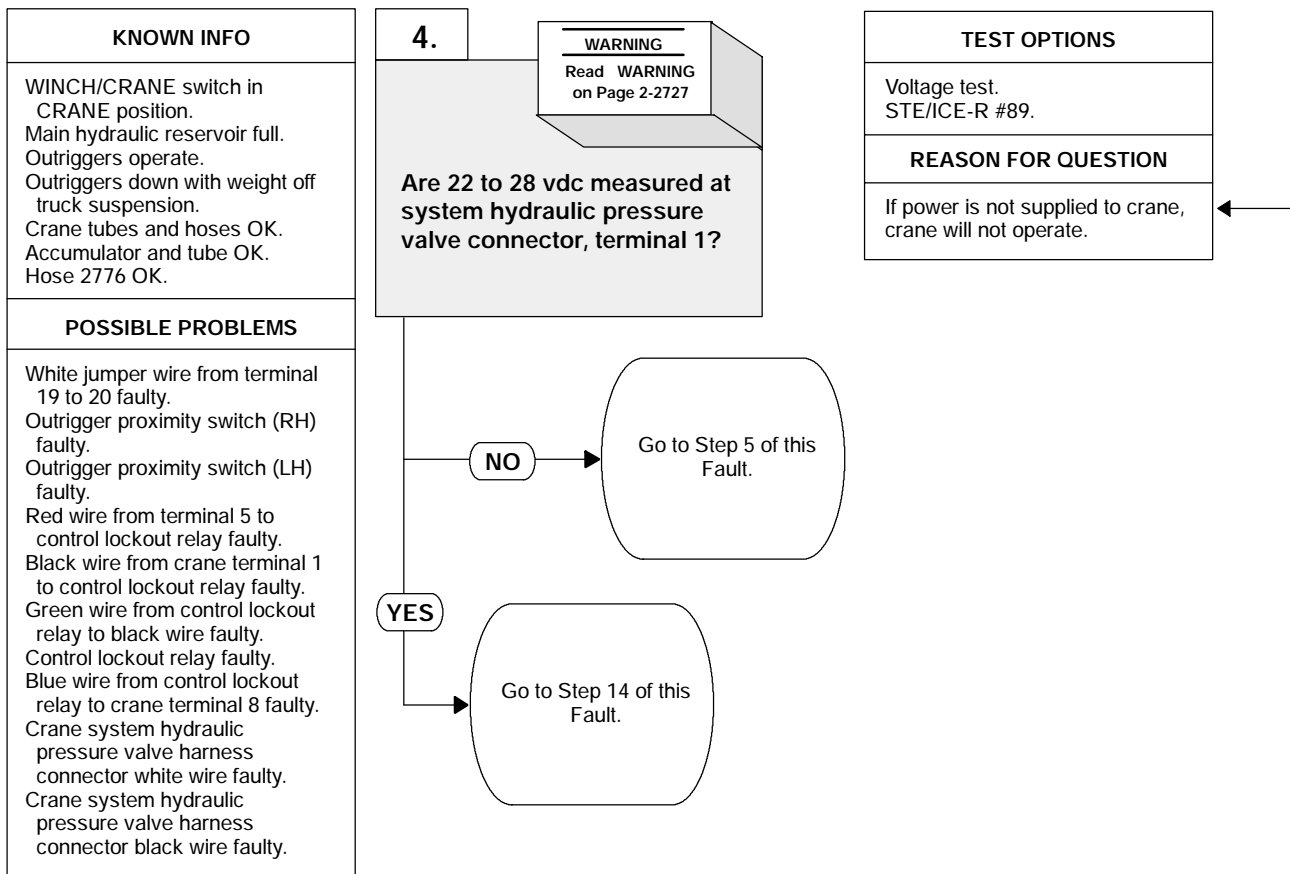 KNOWN INFO
WINCH/CRANE switch in
CRANE position.
Main hydraulic reservoir full.
Outriggers operate.
Outriggers down with weight off
truck suspension.
Crane tubes and hoses OK.
Accumulator and tube OK.
Hose 2776 OK.
POSSIBLE PROBLEMS
White jumper wire from terminal
19 to 20 faulty.
Outrigger proximity switch (RH)
faulty.
Outrigger proximity switch (LH)
faulty.
Red wire from terminal 5 to
control lockout relay faulty.
Black wire from crane terminal 1
to control lockout relay faulty.
Green wire from control lockout
relay to black wire faulty.
Control lockout relay faulty.
Blue wire from control lockout
relay to crane terminal 8 faulty.
Crane system hydraulic
pressure valve harness
connector white wire faulty.
Crane system hydraulic
pressure valve harness
connector black wire faulty.
4.
WARNING
Read WARNING
on Page 2-2727
Are 22 to 28 vdc measured at
system hydraulic pressure
valve connector, terminal 1?
NO
Go to Step 5 of this
Fault.
YES
Go to Step 14 of this
Fault.
TEST OPTIONS
Voltage test.
STE/ICE-R #89.
REASON FOR QUESTION
If power is not supplied to crane,
crane will not operate.